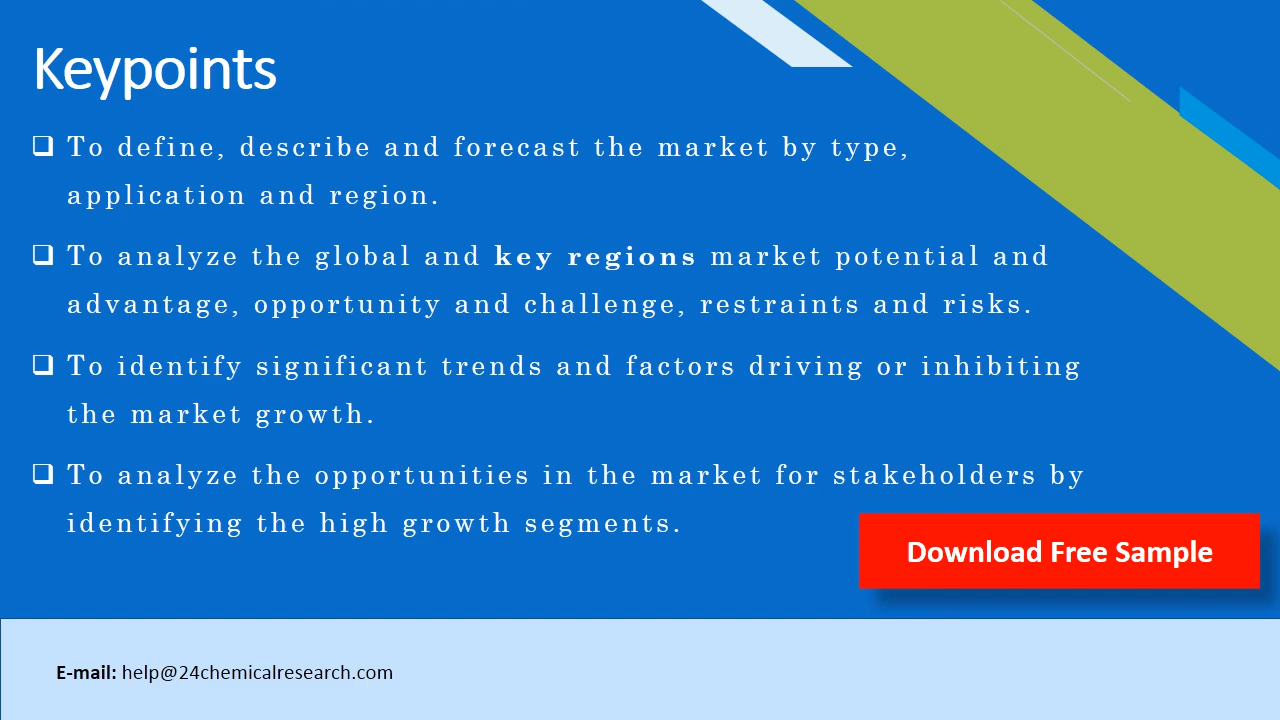 Keypoints
❑ To define, describe and forecast the market by type,
application and region.
❑ To analyze the global and key regions market potential and
advantage, opportunity and challenge, restraints and risks.
❑ To identify significant trends and factors driving or inhibiting
the market growth.
❑ To analyze the opportunities in the market for stakeholders by
identifying the high growth segments.
Download Free Sample
E-mail: help@24chemicalresearch.com